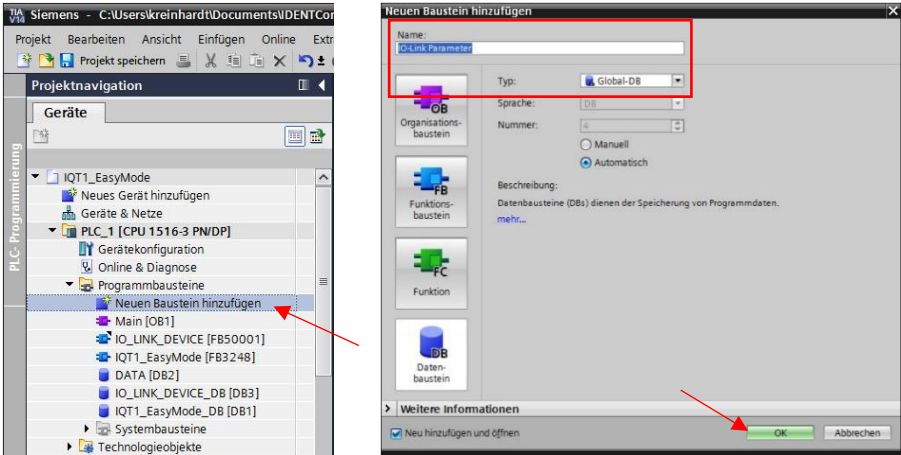 Siemens - C:\Users\kreinhardt\Documents\IDENTCor
Projekt Bearbeiten Ansicht Einfügen Online Extr
Projekt speichern
Projektnavigation
Geräte
PLC-Programmierung
IQT1_EasyMode
Neues Gerät hinzufügen
Geräte & Netze
PLC_1 [CPU 1516-3 PN/DP]
Gerätekonfiguration
Online & Diagnose
Programmbausteine
Neuen Baustein hinzufügen
Main [OB1]
IO_LINK_DEVICE [FB50001]
IQT1_EasyMode [FB3248]
DATA [DB2]
IO_LINK_DEVICE_DB [DB3]
IQT1_EasyMode_DB [DB1]
Systembausteine
Technologieobjekte
Neuen Baustein hinzufügen
Name:
IO-Link Parameter
OB
Organisations-
baustein
FB
Funktions-
baustein
FC
Funktion
DB
Daten-
baustein
Typ: Global-DB
Sprache: DB
Nummer: 4
Manuell
Automatisch
Beschreibung:
Datenbausteine (DBs) dienen der Speicherung von Programmdaten.
mehr...
Weitere Informationen
Neu hinzufügen und öffnen
OK Abbrechen